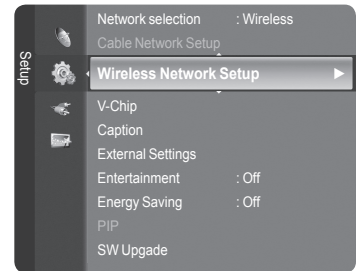 Setup
Network selection : Wireless
Cable Network Setup
Wireless Network Setup
V-Chip
Caption
External Settings
Entertainment : Off
Energy Saving : Off
PIP
SW Upgade